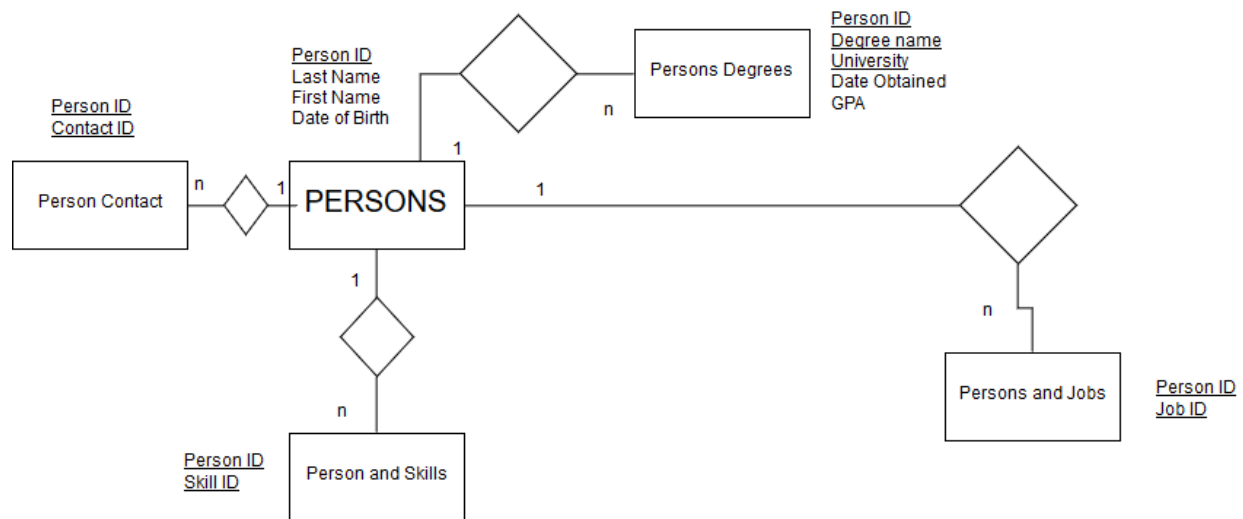 Person ID
Last Name
First Name
Date of Birth
Persons Degrees
n
Person ID
Degree name
University
Date Obtained
GPA
Person ID
Contact ID
Person Contact
n
1
PERSONS
1
1
1
n
Person and Skills
Person ID
Skill ID
n
Persons and Jobs
Person ID
Job ID